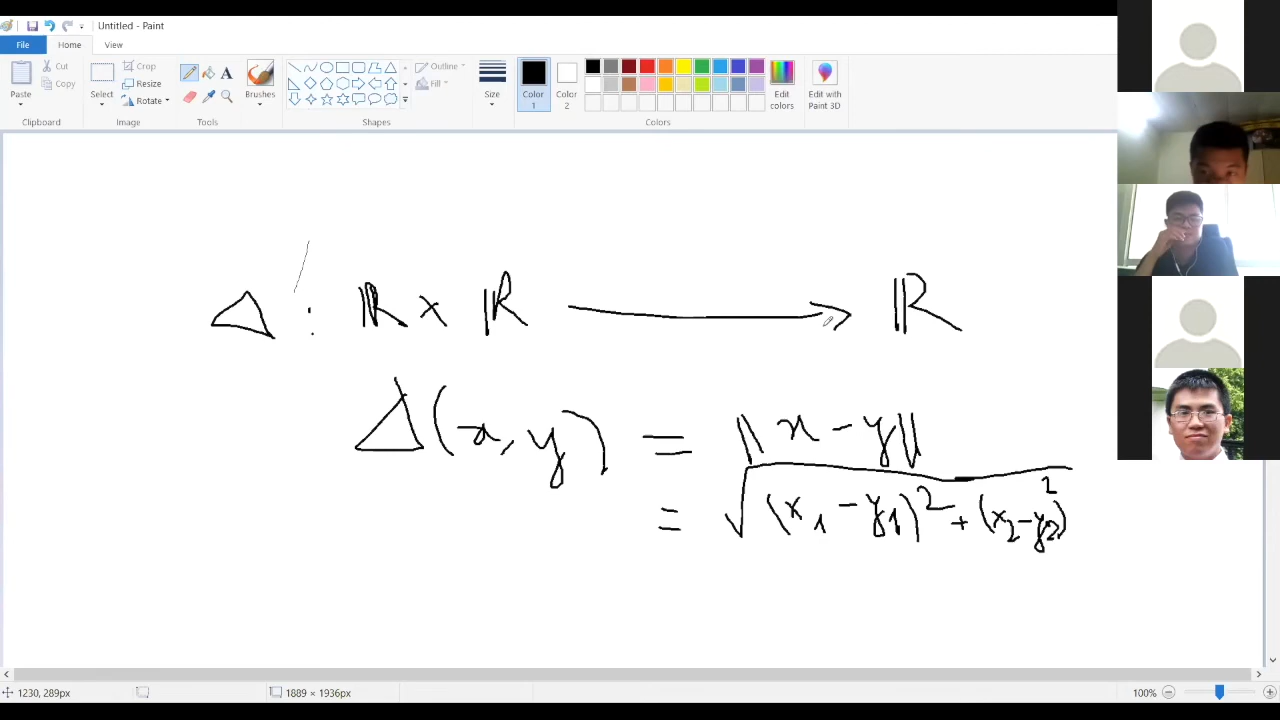 Untitled - Paint
File Home View
Cut Crop Outline
Copy Resize Fill
Paste Select Rotate Brushes Size Color 1 Color 2 Edit colors Edit with Paint 3D
Clipboard Image Tools Shapes Colors
Δ : ℝ × ℝ ⟶ ℝ
Δ(x, y) = ‖x − y‖
= √((x₁ − y₁)² + (x₂ − y₂)²)
1230, 289px 1889 × 1936px 100%